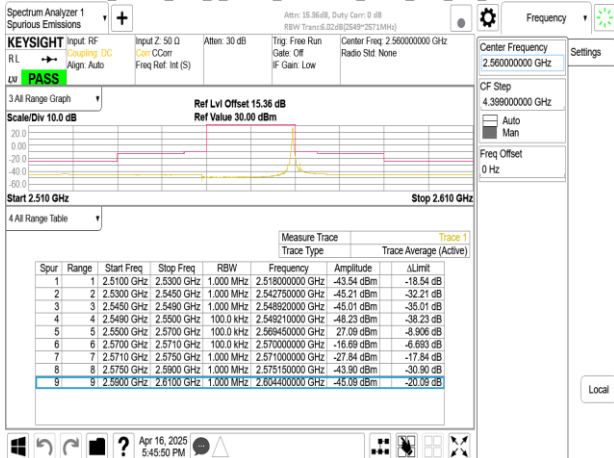 Spectrum Analyzer 1
Spurious Emissions
Attn: 15.36dB, Duty Corr: 0 dB
RBW Trans:5.02dB(2549~2571MHz)
Frequency
KEYSIGHT
RL
LXI
PASS
Input: RF
Coupling: DC
Align: Auto
Input Z: 50 Ω
Corr CCorr
Freq Ref: Int (S)
Atten: 30 dB
Trig: Free Run
Gate: Off
IF Gain: Low
Center Freq: 2.560000000 GHz
Radio Std: None
Center Frequency
2.560000000 GHz
Settings
CF Step
4.399000000 GHz
Auto
Man
Freq Offset
0 Hz
Local
3 All Range Graph
Scale/Div 10.0 dB
Ref Lvl Offset 15.36 dB
Ref Value 30.00 dBm
20.0
0.00
-20.0
-40.0
-60.0
Start 2.510 GHz
Stop 2.610 GHz
4 All Range Table
Measure Trace Trace 1
Trace Type Trace Average (Active)
Spur Range Start Freq Stop Freq RBW Frequency Amplitude ΔLimit
1 1 2.5100 GHz 2.5300 GHz 1.000 MHz 2.518000000 GHz -43.54 dBm -18.54 dB
2 2 2.5300 GHz 2.5450 GHz 1.000 MHz 2.542750000 GHz -45.21 dBm -32.21 dB
3 3 2.5450 GHz 2.5490 GHz 1.000 MHz 2.548920000 GHz -45.01 dBm -35.01 dB
4 4 2.5490 GHz 2.5500 GHz 100.0 kHz 2.549210000 GHz -48.23 dBm -38.23 dB
5 5 2.5500 GHz 2.5700 GHz 100.0 kHz 2.569450000 GHz 27.09 dBm -8.906 dB
6 6 2.5700 GHz 2.5710 GHz 100.0 kHz 2.570000000 GHz -16.69 dBm -6.693 dB
7 7 2.5710 GHz 2.5750 GHz 1.000 MHz 2.571000000 GHz -27.84 dBm -17.84 dB
8 8 2.5750 GHz 2.5900 GHz 1.000 MHz 2.575150000 GHz -43.90 dBm -30.90 dB
9 9 2.5900 GHz 2.6100 GHz 1.000 MHz 2.604400000 GHz -45.09 dBm -20.09 dB
?
Apr 16, 2025
5:45:50 PM